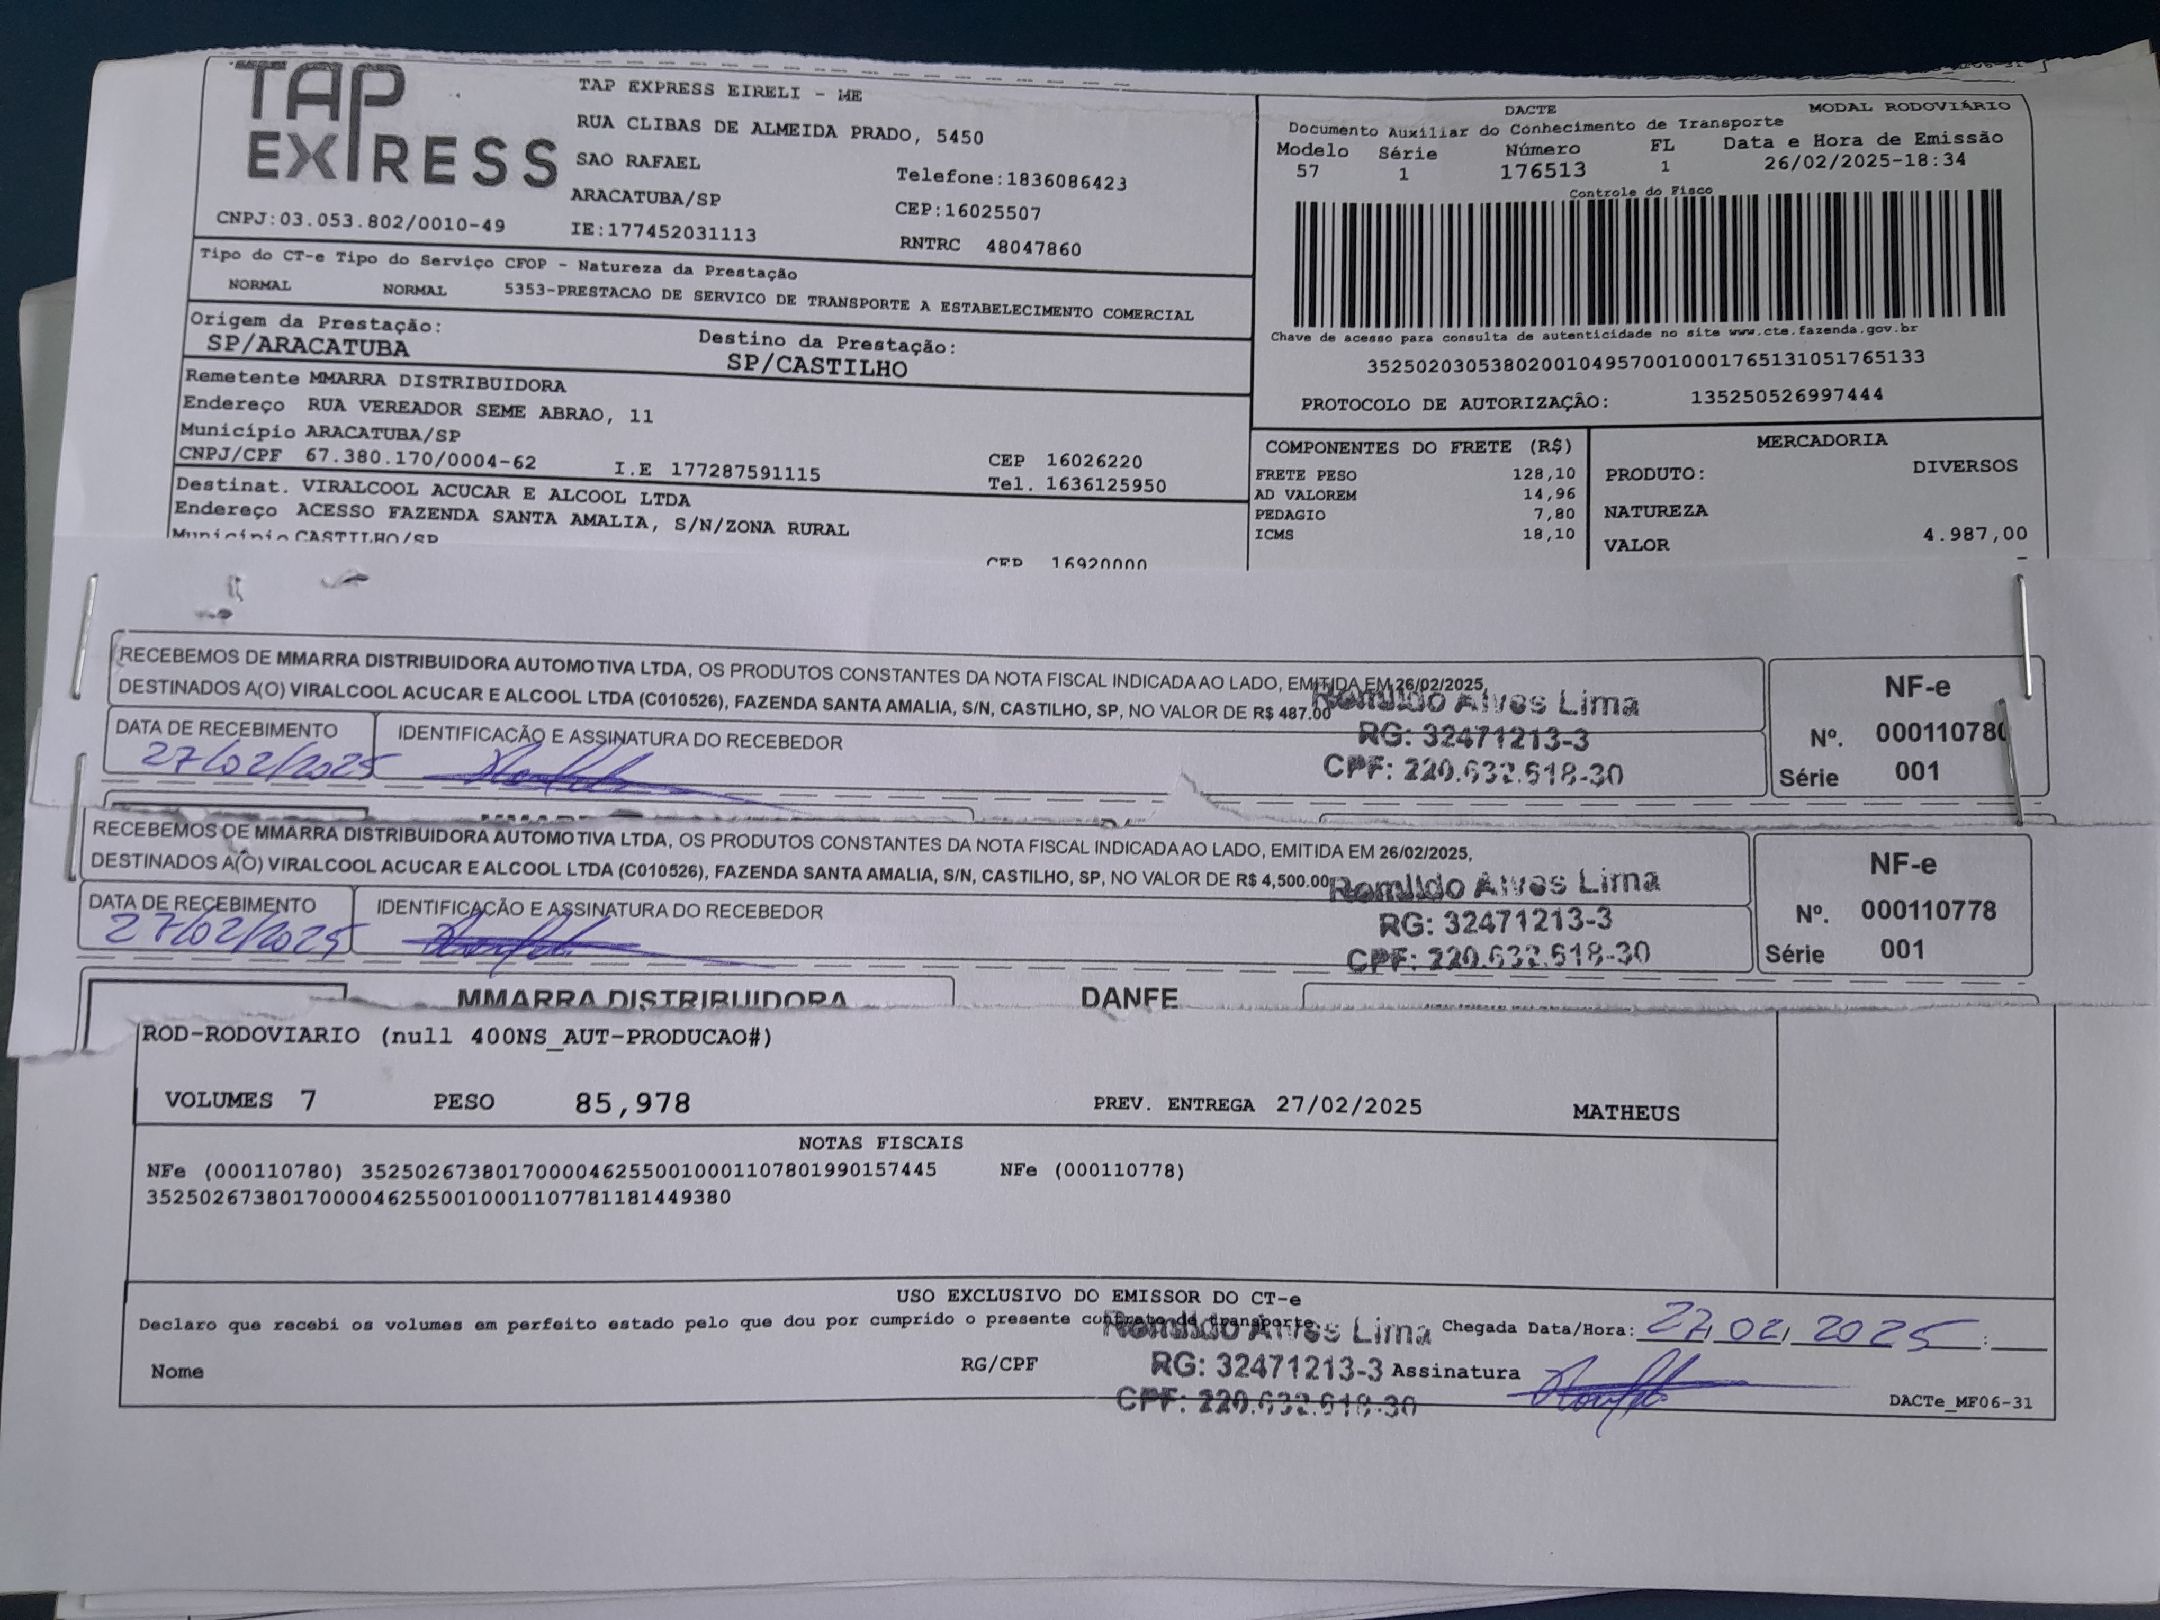 TAP
EXPRESS
TAP EXPRESS EIRELI - ME
RUA CLIBAS DE ALMEIDA PRADO, 5450
SAO RAFAEL
Telefone:1836086423
ARACATUBA/SP
CEP:16025507
CNPJ:03.053.802/0010-49
IE:177452031113
RNTRC 48047860
DACTE
MODAL RODOVIÁRIO
Documento Auxiliar do Conhecimento de Transporte
Modelo Série Número FL Data e Hora de Emissão
57 1 176513 1 26/02/2025-18:34
Controle do Fisco
Chave de acesso para consulta de autenticidade no site www.cte.fazenda.gov.br
35250203053802001049570010001765131051765133
PROTOCOLO DE AUTORIZAÇÃO: 135250526997444
Tipo do CT-e Tipo do Serviço CFOP - Natureza da Prestação
NORMAL NORMAL 5353-PRESTACAO DE SERVICO DE TRANSPORTE A ESTABELECIMENTO COMERCIAL
Origem da Prestação:
SP/ARACATUBA
Destino da Prestação:
SP/CASTILHO
Remetente MMARRA DISTRIBUIDORA
Endereço RUA VEREADOR SEME ABRAO, 11
Município ARACATUBA/SP
CEP 16026220
CNPJ/CPF 67.380.170/0004-62 I.E 177287591115 Tel. 1636125950
Destinat. VIRALCOOL ACUCAR E ALCOOL LTDA
Endereço ACESSO FAZENDA SANTA AMALIA, S/N/ZONA RURAL
Município CASTILHO/SP
CEP 16920000
COMPONENTES DO FRETE (R$)
FRETE PESO 128,10
AD VALOREM 14,96
PEDAGIO 7,80
ICMS 18,10
MERCADORIA
PRODUTO: DIVERSOS
NATUREZA
VALOR 4.987,00
RECEBEMOS DE MMARRA DISTRIBUIDORA AUTOMOTIVA LTDA, OS PRODUTOS CONSTANTES DA NOTA FISCAL INDICADA AO LADO, EMITIDA EM 26/02/2025,
DESTINADOS A(O) VIRALCOOL ACUCAR E ALCOOL LTDA (C010526), FAZENDA SANTA AMALIA, S/N, CASTILHO, SP, NO VALOR DE R$ 487.00
DATA DE RECEBIMENTO
27/02/2025
IDENTIFICAÇÃO E ASSINATURA DO RECEBEDOR
Romildo Alves Lima
RG: 32471213-3
CPF: 220.632.618-30
NF-e
Nº. 000110780
Série 001
RECEBEMOS DE MMARRA DISTRIBUIDORA AUTOMOTIVA LTDA, OS PRODUTOS CONSTANTES DA NOTA FISCAL INDICADA AO LADO, EMITIDA EM 26/02/2025,
DESTINADOS A(O) VIRALCOOL ACUCAR E ALCOOL LTDA (C010526), FAZENDA SANTA AMALIA, S/N, CASTILHO, SP, NO VALOR DE R$ 4,500.00
DATA DE RECEBIMENTO
27/02/2025
IDENTIFICAÇÃO E ASSINATURA DO RECEBEDOR
Romildo Alves Lima
RG: 32471213-3
CPF: 220.632.618-30
NF-e
Nº. 000110778
Série 001
MMARRA DISTRIBUIDORA
DANFE
ROD-RODOVIARIO (null 400NS_AUT-PRODUCAO#)
VOLUMES 7 PESO 85,978 PREV. ENTREGA 27/02/2025 MATHEUS
NOTAS FISCAIS
NFe (000110780) 35250267380170000462550010001107801990157445 NFe (000110778)
35250267380170000462550010001107781181449380
USO EXCLUSIVO DO EMISSOR DO CT-e
Declaro que recebi os volumes em perfeito estado pelo que dou por cumprido o presente contrato de transporte
Chegada Data/Hora: 27/02/2025 :
Romildo Alves Lima
RG: 32471213-3
CPF: 220.632.618-30
Nome
RG/CPF
Assinatura
DACTe_MF06-31